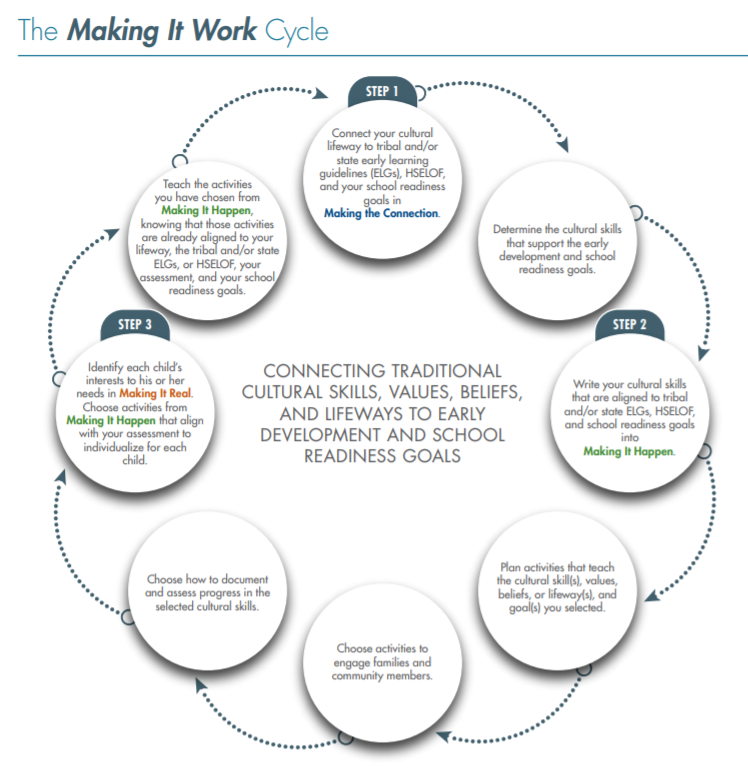 The Making It Work Cycle
STEP 1
Connect your cultural
lifeway to tribal and/or
state early learning
guidelines (ELGs), HSELOF,
and your school readiness
goals in
Making the Connection.
Determine the cultural skills
that support the early
development and school
readiness goals.
STEP 2
Write your cultural skills
that are aligned to tribal
and/or state ELGs, HSELOF,
and school readiness goals
into
Making It Happen.
Plan activities that teach
the cultural skill(s), values,
beliefs, or lifeway(s), and
goal(s) you selected.
Choose activities to
engage families and
community members.
Choose how to document
and assess progress in the
selected cultural skills.
STEP 3
Identify each child's
interests to his or her
needs in Making It Real.
Choose activities from
Making It Happen that align
with your assessment to
individualize for each
child.
Teach the activities
you have chosen from
Making It Happen,
knowing that those activities
are already aligned to your
lifeway, the tribal and/or state
ELGs, or HSELOF, your
assessment, and your school
readiness goals.
CONNECTING TRADITIONAL
CULTURAL SKILLS, VALUES, BELIEFS,
AND LIFEWAYS TO EARLY
DEVELOPMENT AND SCHOOL
READINESS GOALS